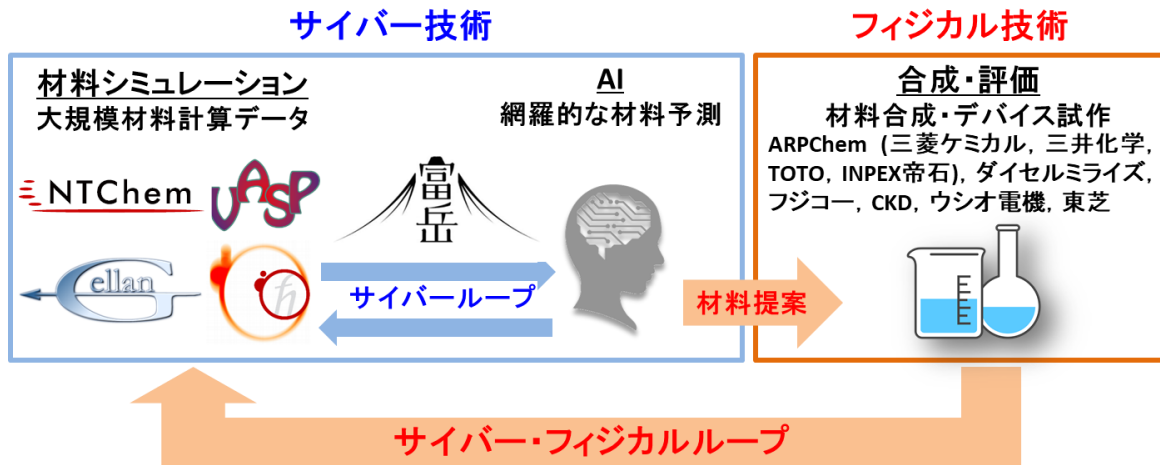 サイバー技術
フィジカル技術
材料シミュレーション
大規模材料計算データ
AI
網羅的な材料予測
合成・評価
材料合成・デバイス試作
ARPChem (三菱ケミカル, 三井化学,
TOTO, INPEX帝石), ダイセルミライズ,
フジコー, CKD, ウシオ電機, 東芝
NTChem
VASP
富岳
Gellan
ħ
サイバーループ
材料提案
サイバー・フィジカルループ